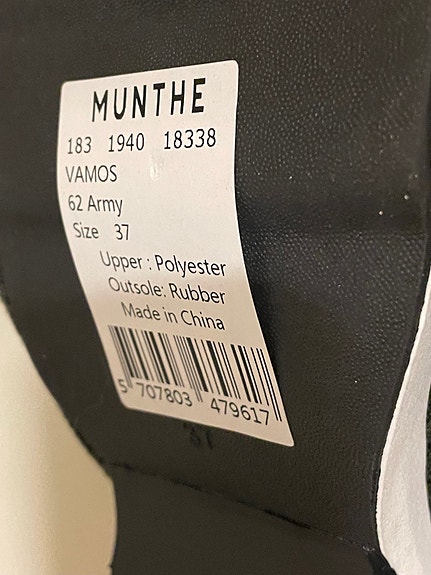 MUNTHE
183 1940 18338
VAMOS
62 Army
Size 37
Upper : Polyester
Outsole: Rubber
Made in China
5 707803 479617
37